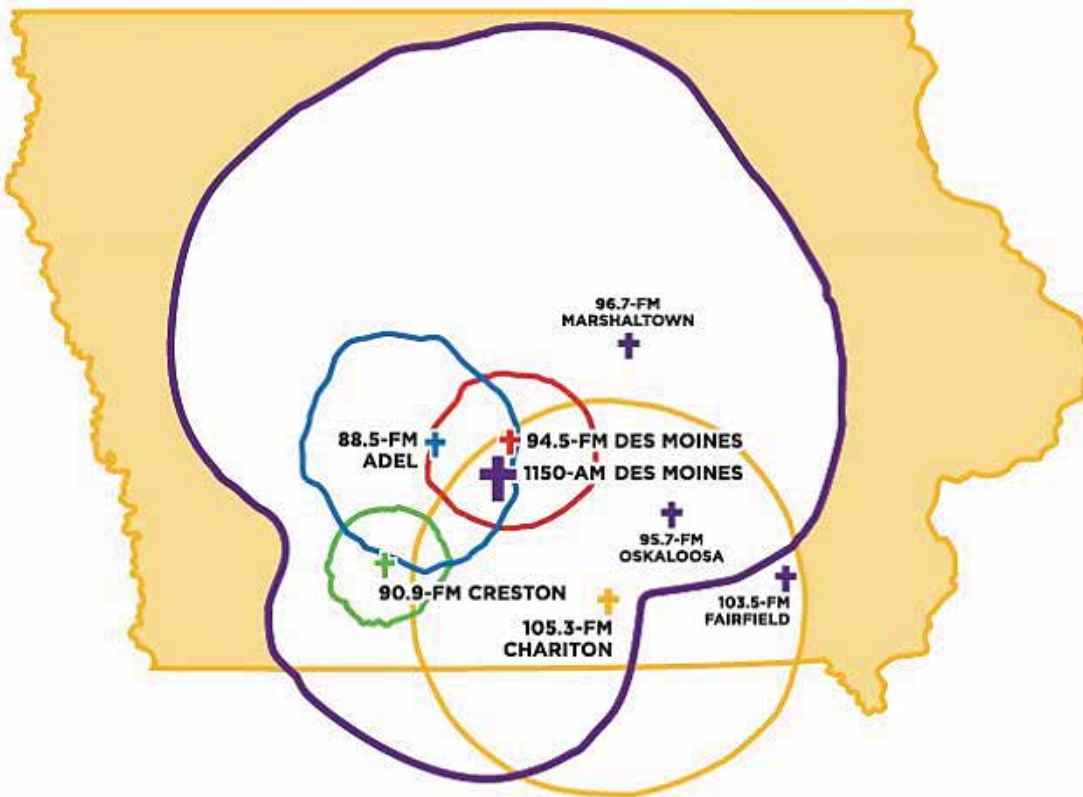 96.7-FM
MARSHALTOWN
88.5-FM
ADEL
94.5-FM DES MOINES
1150-AM DES MOINES
95.7-FM
OSKALOOSA
90.9-FM CRESTON
103.5-FM
FAIRFIELD
105.3-FM
CHARITON